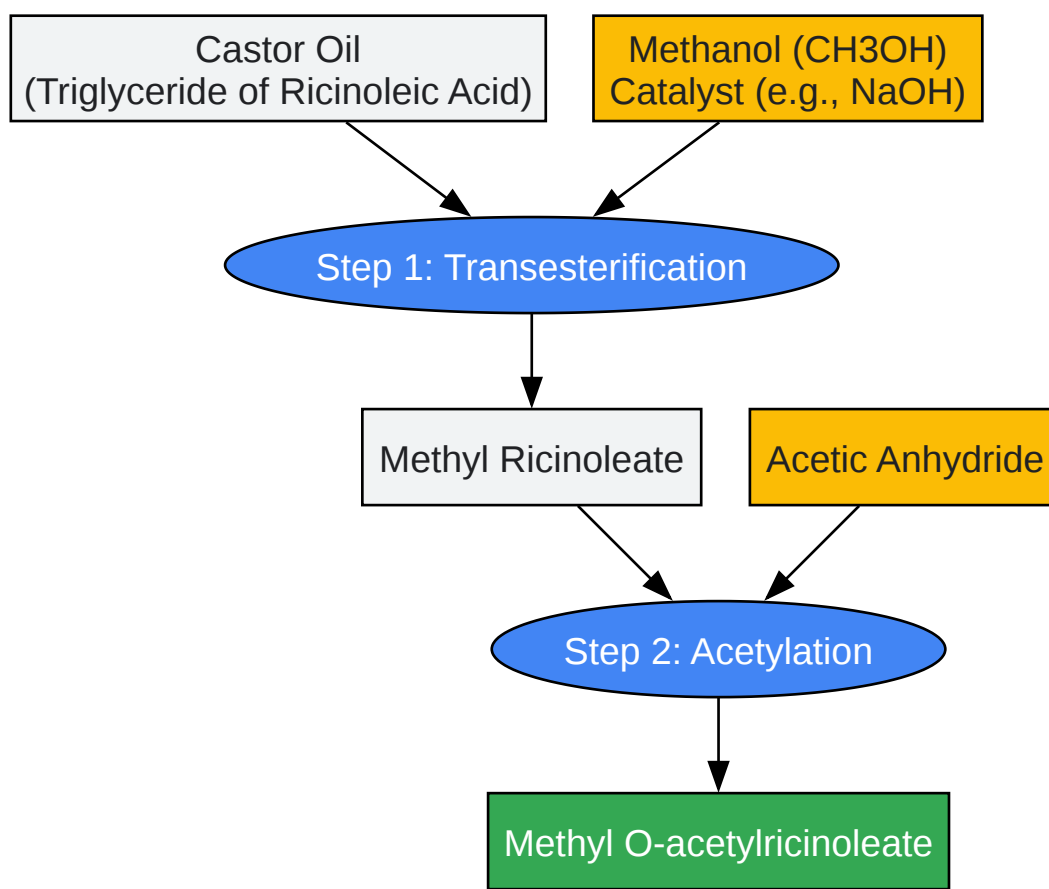 Castor Oil
(Triglyceride of Ricinoleic Acid)
Methanol (CH3OH)
Catalyst (e.g., NaOH)
Step 1: Transesterification
Methyl Ricinoleate
Acetic Anhydride
Step 2: Acetylation
Methyl O-acetylricinoleate